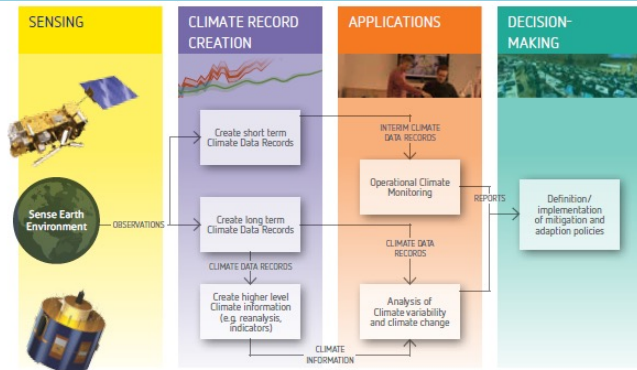 SENSING
CLIMATE RECORD
CREATION
APPLICATIONS
DECISION-
MAKING
Create short term
Climate Data Records
INTERIM CLIMATE
DATA RECORDS
Operational Climate
Monitoring
Sense Earth
Environment
OBSERVATIONS
Create long term
Climate Data Records
REPORTS
Definition/
implementation
of mitigation and
adaption policies
CLIMATE DATA
RECORDS
CLIMATE DATA RECORDS
Create higher level
Climate information
(e.g. reanalysis,
indicators)
Analysis of
Climate variability
and climate change
CLIMATE
INFORMATION